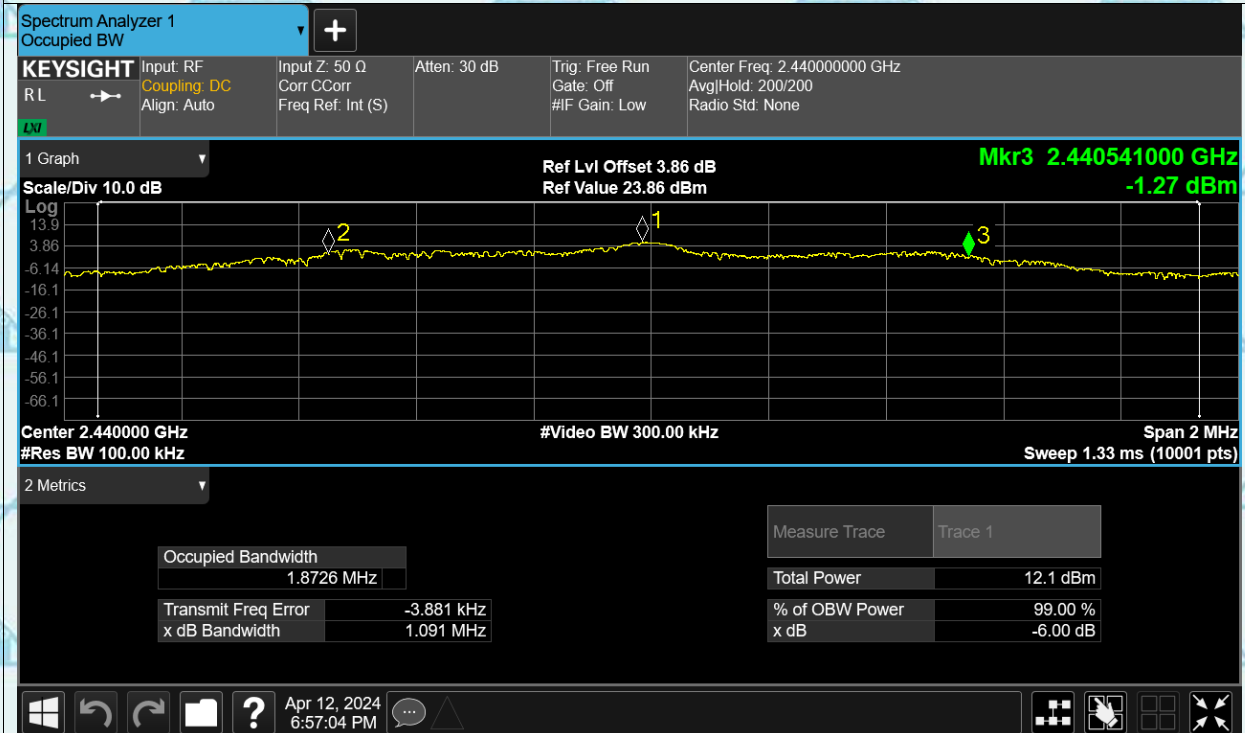 Spectrum Analyzer 1
Occupied BW
+
KEYSIGHT
R L
LXI
Input: RF
Coupling: DC
Align: Auto
Input Z: 50 Ω
Corr CCorr
Freq Ref: Int (S)
Atten: 30 dB
Trig: Free Run
Gate: Off
#IF Gain: Low
Center Freq: 2.440000000 GHz
Avg|Hold: 200/200
Radio Std: None
1 Graph
Scale/Div 10.0 dB
Ref Lvl Offset 3.86 dB
Ref Value 23.86 dBm
Mkr3 2.440541000 GHz
-1.27 dBm
Log
13.9
3.86
-6.14
-16.1
-26.1
-36.1
-46.1
-56.1
-66.1
2
1
3
Center 2.440000 GHz
#Res BW 100.00 kHz
#Video BW 300.00 kHz
Span 2 MHz
Sweep 1.33 ms (10001 pts)
2 Metrics
Occupied Bandwidth
1.8726 MHz
Transmit Freq Error -3.881 kHz
x dB Bandwidth 1.091 MHz
Measure Trace Trace 1
Total Power 12.1 dBm
% of OBW Power 99.00 %
x dB -6.00 dB
?
Apr 12, 2024
6:57:04 PM